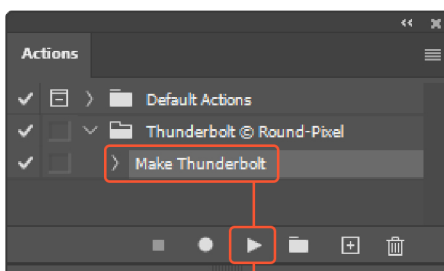 Actions
Default Actions
Thunderbolt © Round-Pixel
Make Thunderbolt